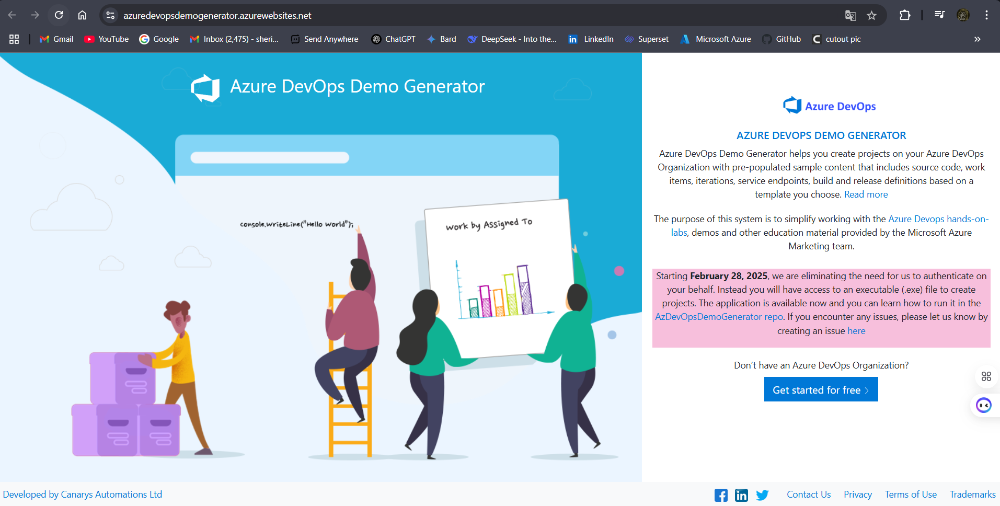 azuredevopsdemogenerator.azurewebsites.net
Gmail YouTube Google Inbox (2,475) - sheri... Send Anywhere ChatGPT Bard DeepSeek - Into the... LinkedIn Superset Microsoft Azure GitHub cutout pic
Azure DevOps Demo Generator
console.WriteLine("Hello World");
Work by Assigned To
Azure DevOps
AZURE DEVOPS DEMO GENERATOR
Azure DevOps Demo Generator helps you create projects on your Azure DevOps
Organization with pre-populated sample content that includes source code, work
items, iterations, service endpoints, build and release definitions based on a
template you choose. Read more
The purpose of this system is to simplify working with the Azure Devops hands-on-
labs, demos and other education material provided by the Microsoft Azure
Marketing team.
Starting February 28, 2025, we are eliminating the need for us to authenticate on
your behalf. Instead you will have access to an executable (.exe) file to create
projects. The application is available now and you can learn how to run it in the
AzDevOpsDemoGenerator repo. If you encounter any issues, please let us know by
creating an issue here
Don't have an Azure DevOps Organization?
Get started for free
Developed by Canarys Automations Ltd
Contact Us Privacy Terms of Use Trademarks